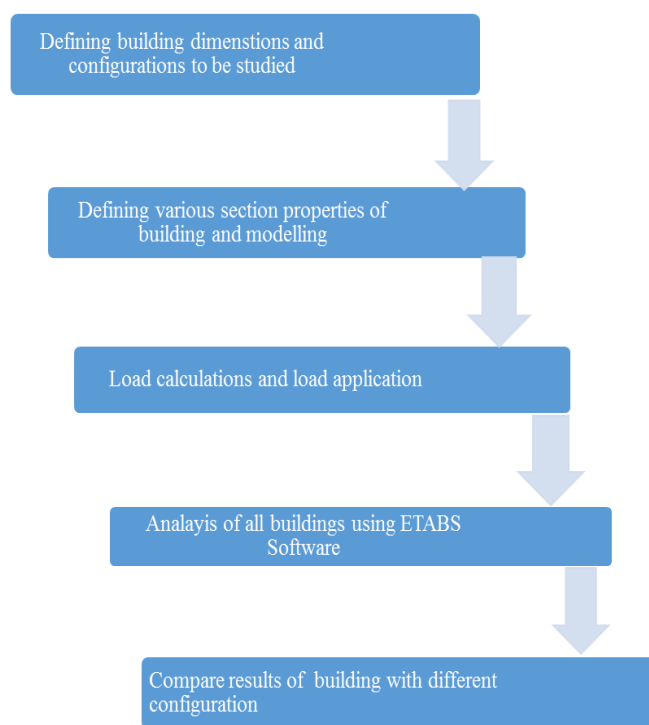 Defining building dimenstions and
configurations to be studied
Defining various section properties of
building and modelling
Load calculations and load application
Analayis of all buildings using ETABS
Software
Compare results of building with different
configuration